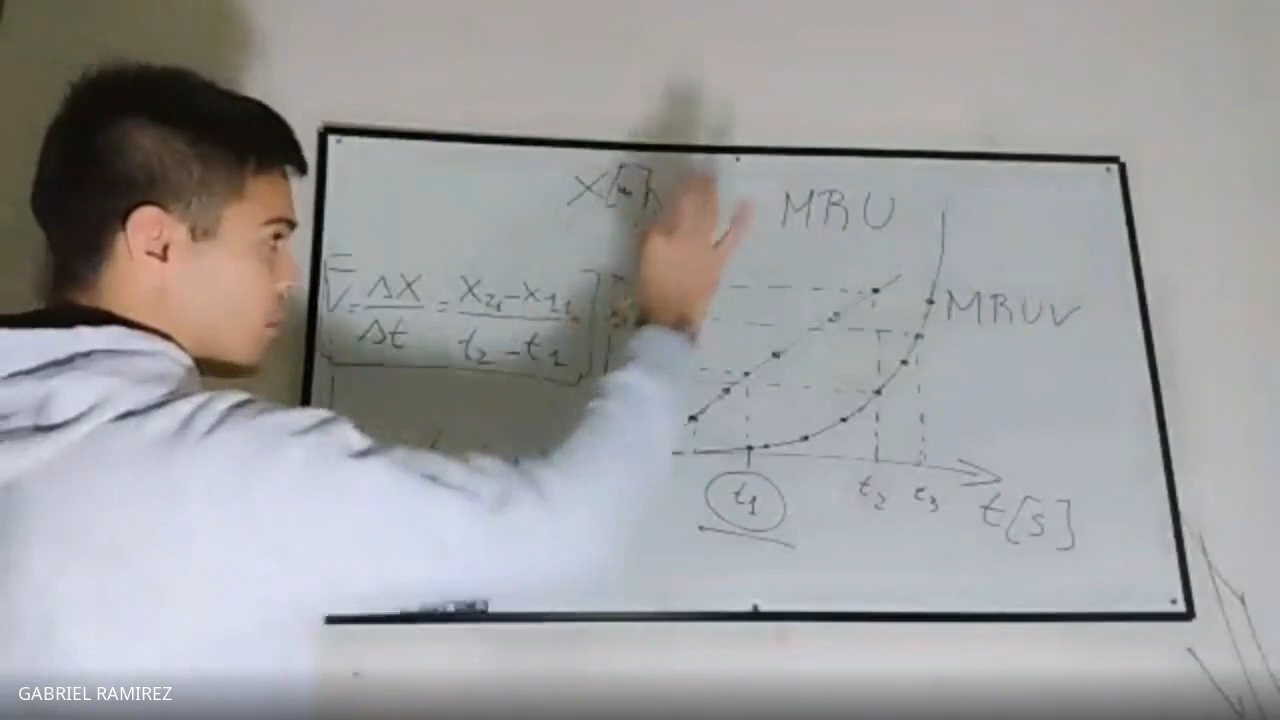 X[m]
MRU
V = ΔX/Δt = X₂-X₁/t₂-t₁
MRUV
t₁
t₂
t₃
t[s]
GABRIEL RAMIREZ